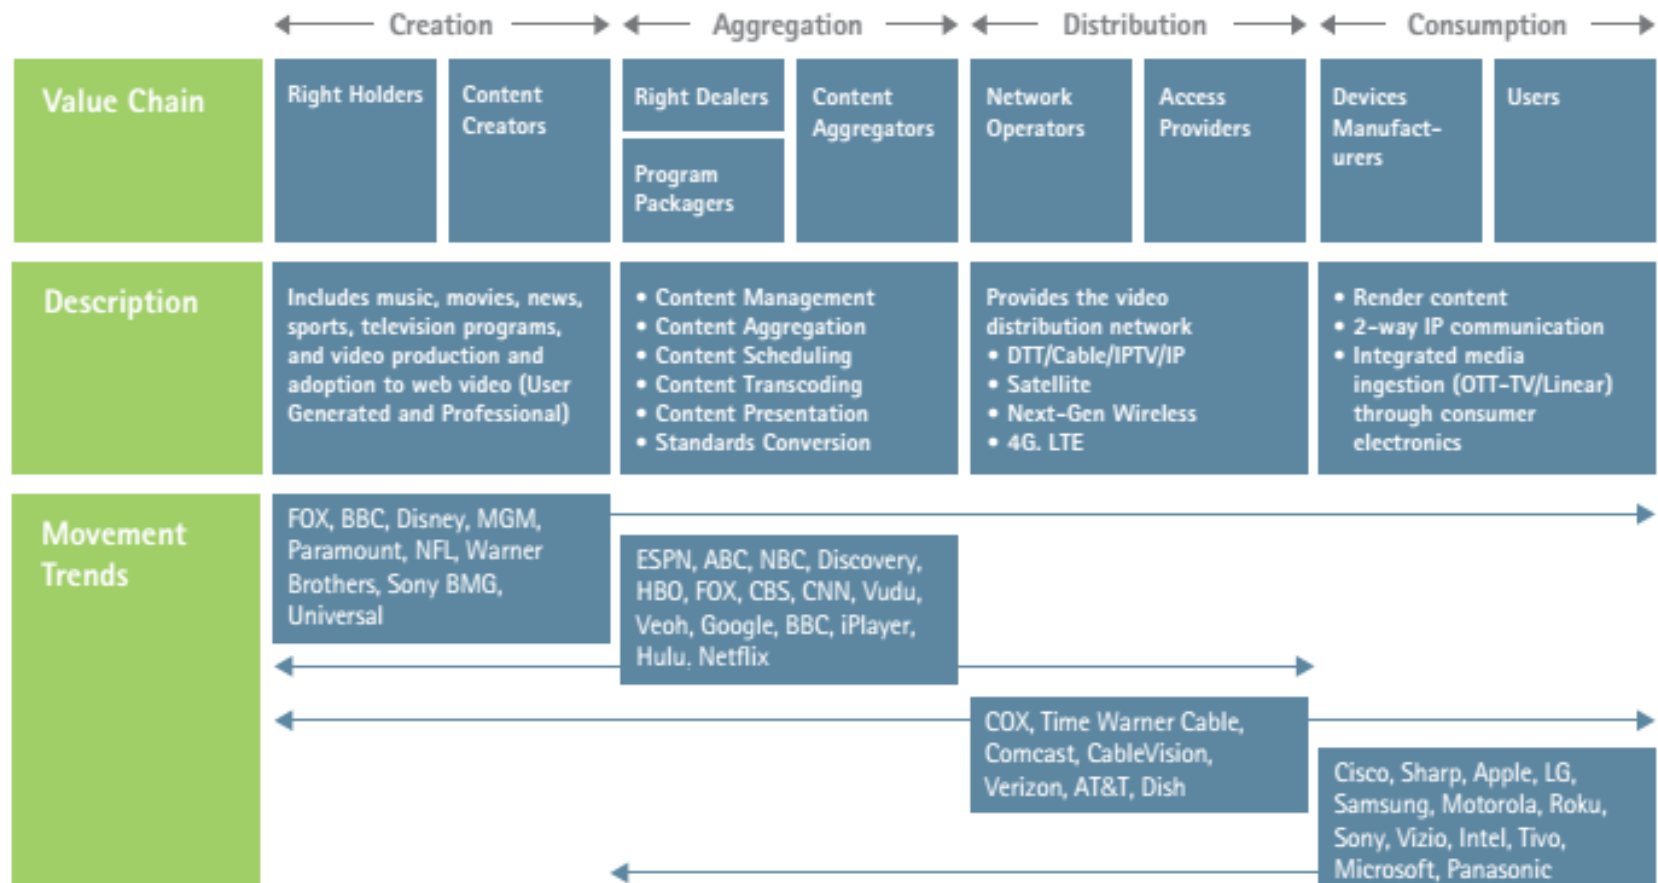 Creation
Aggregation
Distribution
Consumption
Value Chain
Right Holders
Content
Creators
Right Dealers
Program
Packagers
Content
Aggregators
Network
Operators
Access
Providers
Devices
Manufact-
urers
Users
Description
Includes music, movies, news,
sports, television programs,
and video production and
adoption to web video (User
Generated and Professional)
• Content Management
• Content Aggregation
• Content Scheduling
• Content Transcoding
• Content Presentation
• Standards Conversion
Provides the video
distribution network
• DTT/Cable/IPTV/IP
• Satellite
• Next-Gen Wireless
• 4G. LTE
• Render content
• 2-way IP communication
• Integrated media
ingestion (OTT-TV/Linear)
through consumer
electronics
Movement
Trends
FOX, BBC, Disney, MGM,
Paramount, NFL, Warner
Brothers, Sony BMG,
Universal
ESPN, ABC, NBC, Discovery,
HBO, FOX, CBS, CNN, Vudu,
Veoh, Google, BBC, iPlayer,
Hulu, Netflix
COX, Time Warner Cable,
Comcast, CableVision,
Verizon, AT&T, Dish
Cisco, Sharp, Apple, LG,
Samsung, Motorola, Roku,
Sony, Vizio, Intel, Tivo,
Microsoft, Panasonic